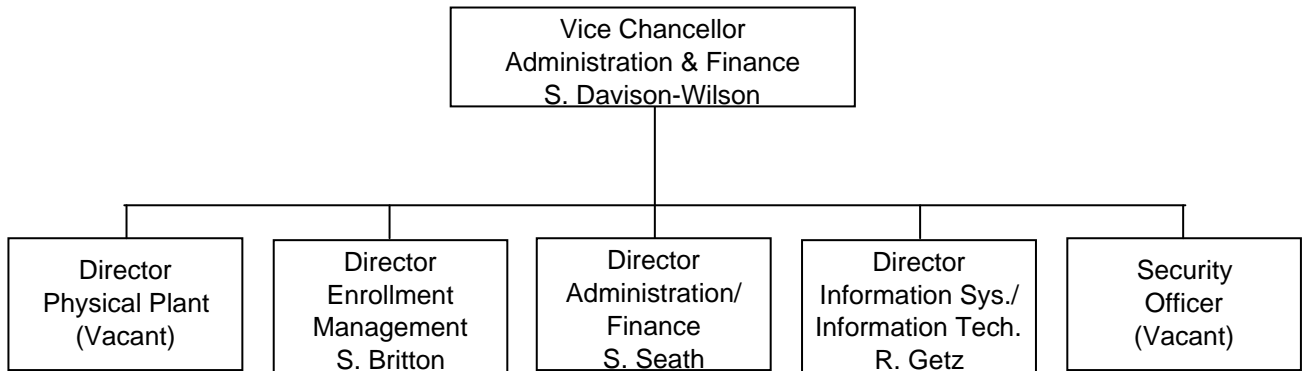 Vice Chancellor
Administration & Finance
S. Davison-Wilson
Director
Physical Plant
(Vacant)
Director
Enrollment
Management
S. Britton
Director
Administration/
Finance
S. Seath
Director
Information Sys./
Information Tech.
R. Getz
Security
Officer
(Vacant)